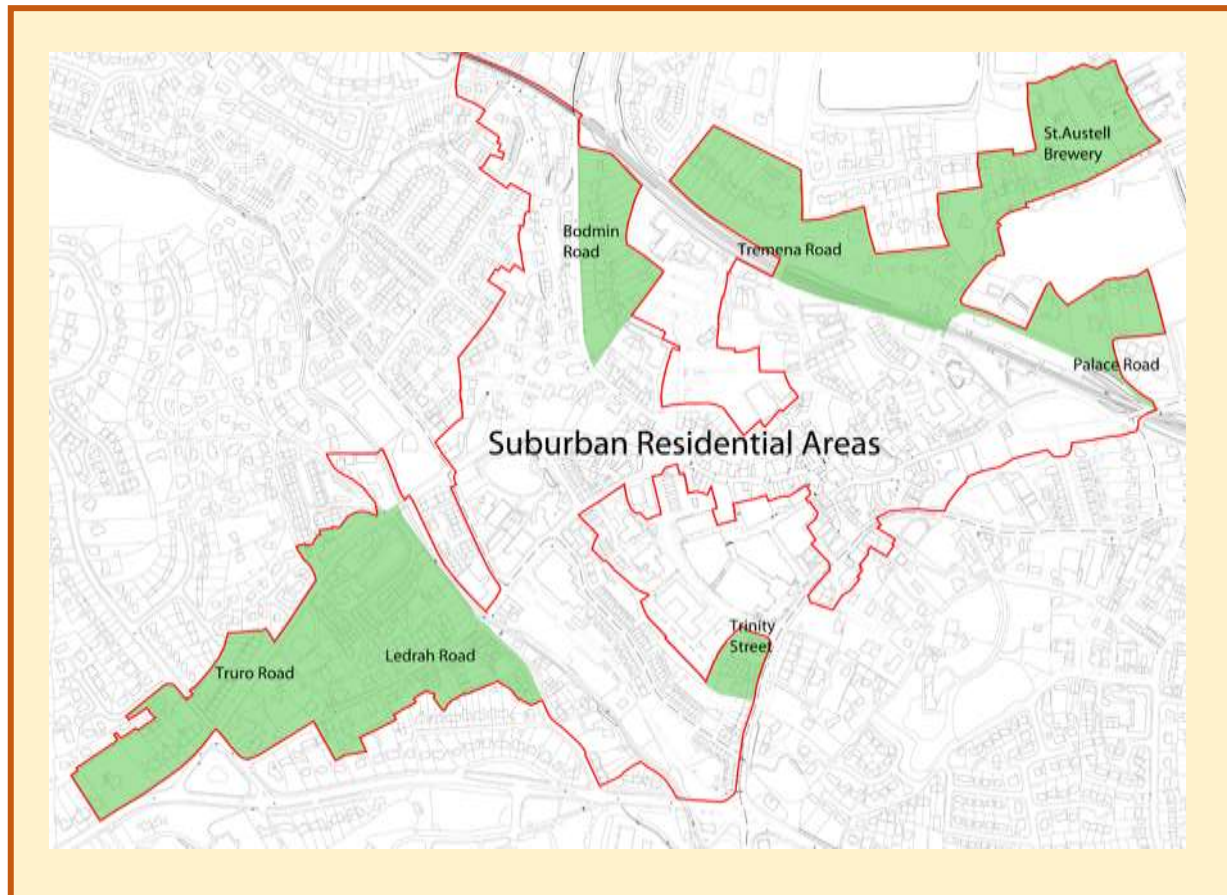 St.Austell
Brewery
Bodmin
Road
Tremena Road
Palace Road
Suburban Residential Areas
Trinity
Street
Ledrah Road
Truro Road